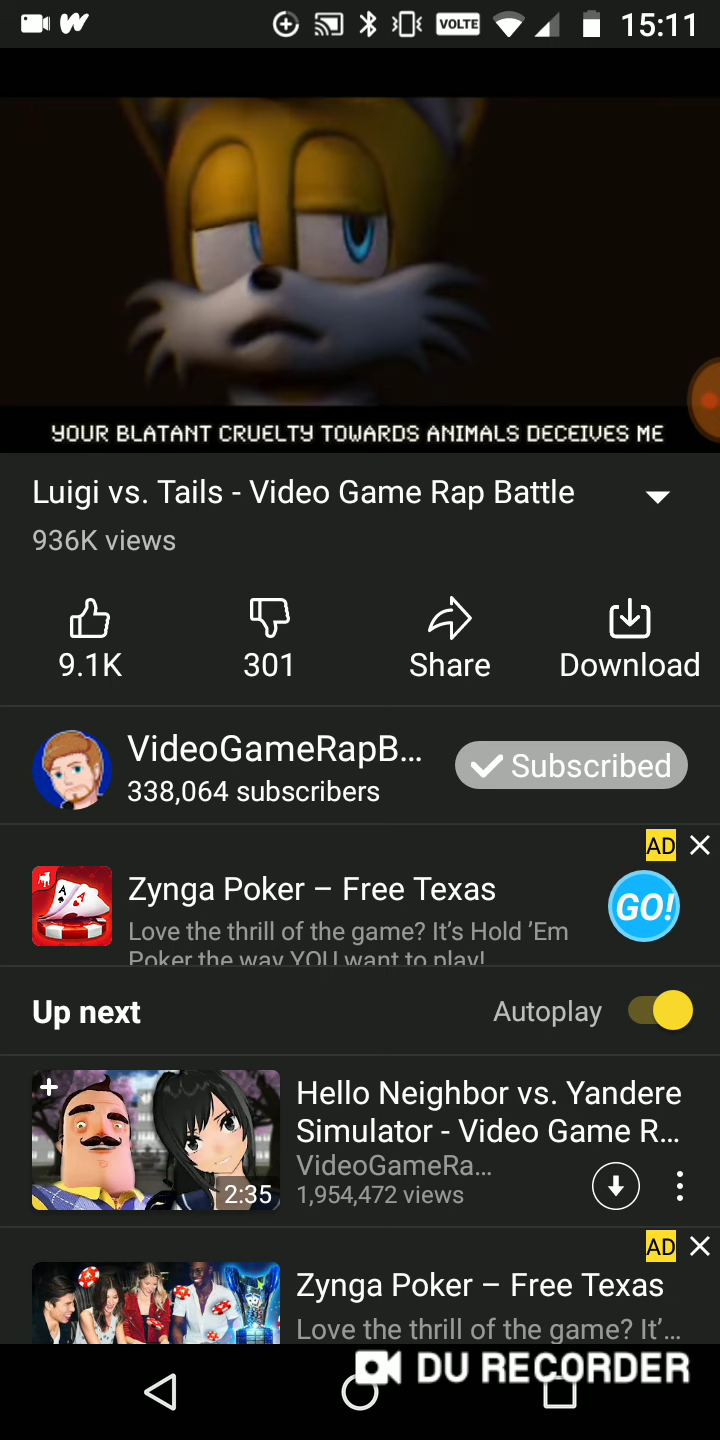 VOLTE 15:11
YOUR BLATANT CRUELTY TOWARDS ANIMALS DECEIVES ME
Luigi vs. Tails - Video Game Rap Battle
936K views
9.1K 301 Share Download
VideoGameRapB...
338,064 subscribers
Subscribed
AD
Zynga Poker – Free Texas
Love the thrill of the game? It's Hold 'Em
Poker the way YOU want to play!
GO!
Up next Autoplay
2:35
Hello Neighbor vs. Yandere
Simulator - Video Game R...
VideoGameRa...
1,954,472 views
AD
Zynga Poker – Free Texas
Love the thrill of the game? It'...
DU RECORDER